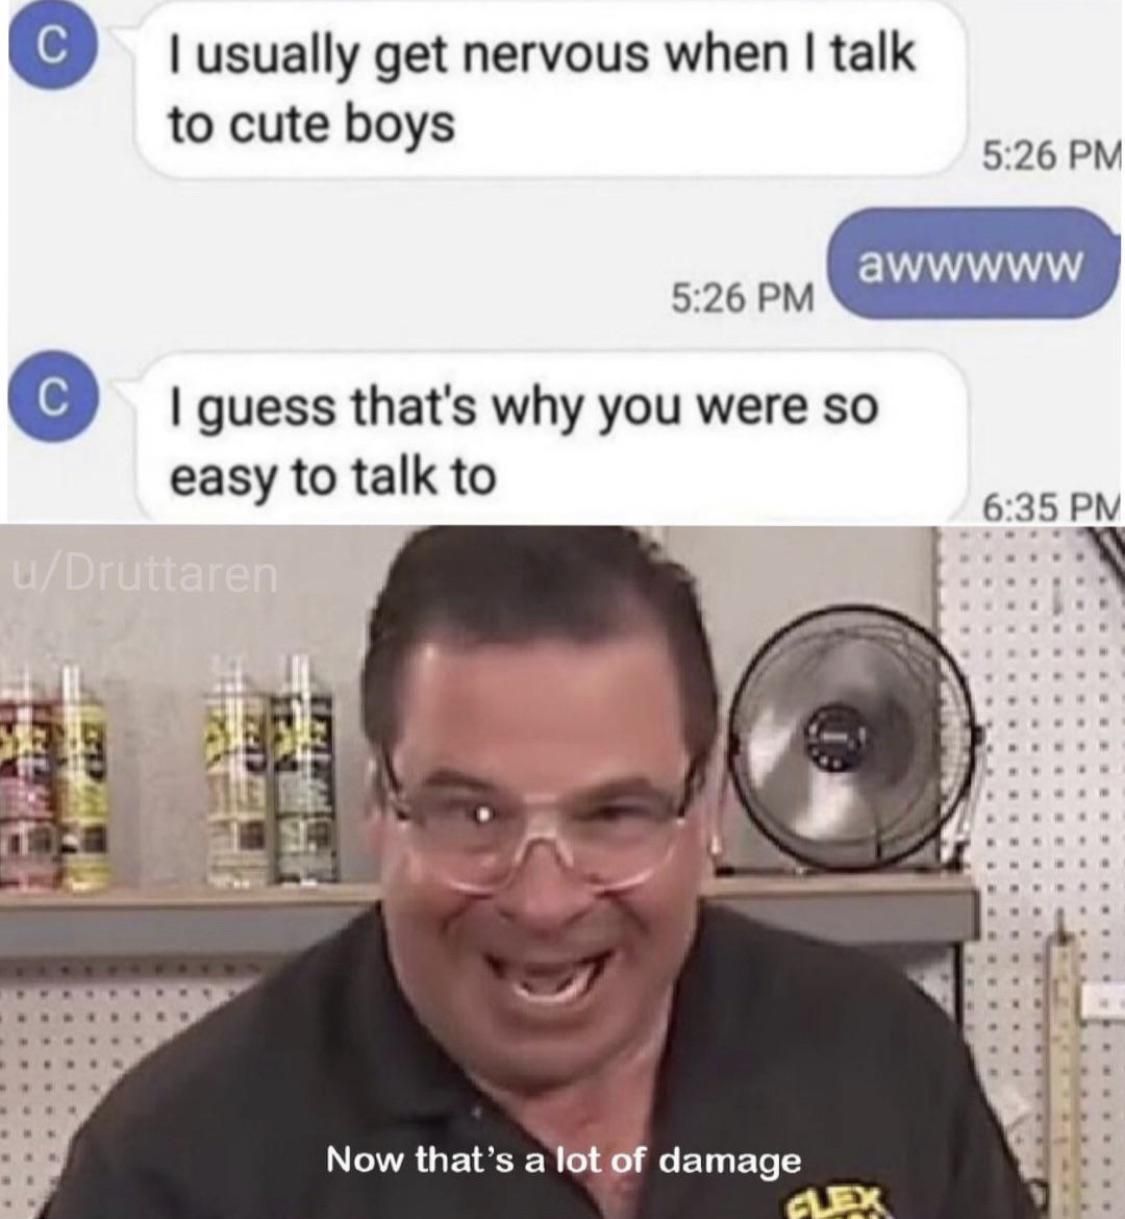 C
I usually get nervous when I talk
to cute boys
5:26 PM
awwwww
5:26 PM
C
I guess that's why you were so
easy to talk to
6:35 PM
u/Druttaren
Now that's a lot of damage
FLEX